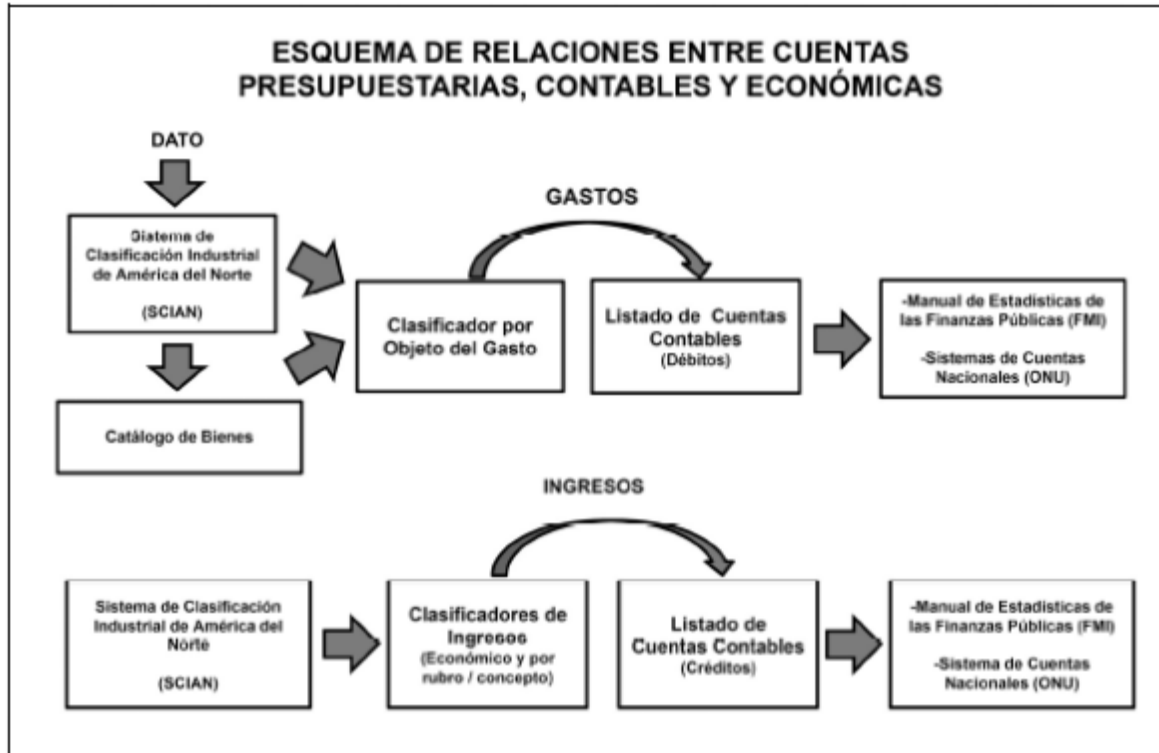 ESQUEMA DE RELACIONES ENTRE CUENTAS
PRESUPUESTARIAS, CONTABLES Y ECONÓMICAS
DATO
Sistema de
Clasificación Industrial
de América del Norte
(SCIAN)
Catálogo de Bienes
GASTOS
Clasificador por
Objeto del Gasto
Listado de Cuentas
Contables
(Débitos)
-Manual de Estadísticas de
las Finanzas Públicas (FMI)
-Sistemas de Cuentas
Nacionales (ONU)
INGRESOS
Sistema de Clasificación
Industrial de América del
Nórte
(SCIAN)
Clasificadores de
Ingresos
(Económico y por
rubro / concepto)
Listado de
Cuentas Contables
(Créditos)
-Manual de Estadísticas de
las Finanzas Públicas (FMI)
-Sistema de Cuentas
Nacionales (ONU)